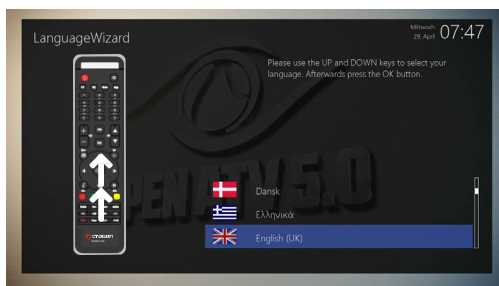 LanguageWizard
Mittwoch
29. April
07:47
Please use the UP and DOWN keys to select your
language. Afterwards press the OK button.
OPEN ATV 5.0
Dansk
Ελληνικά
English (UK)
OCTAGON